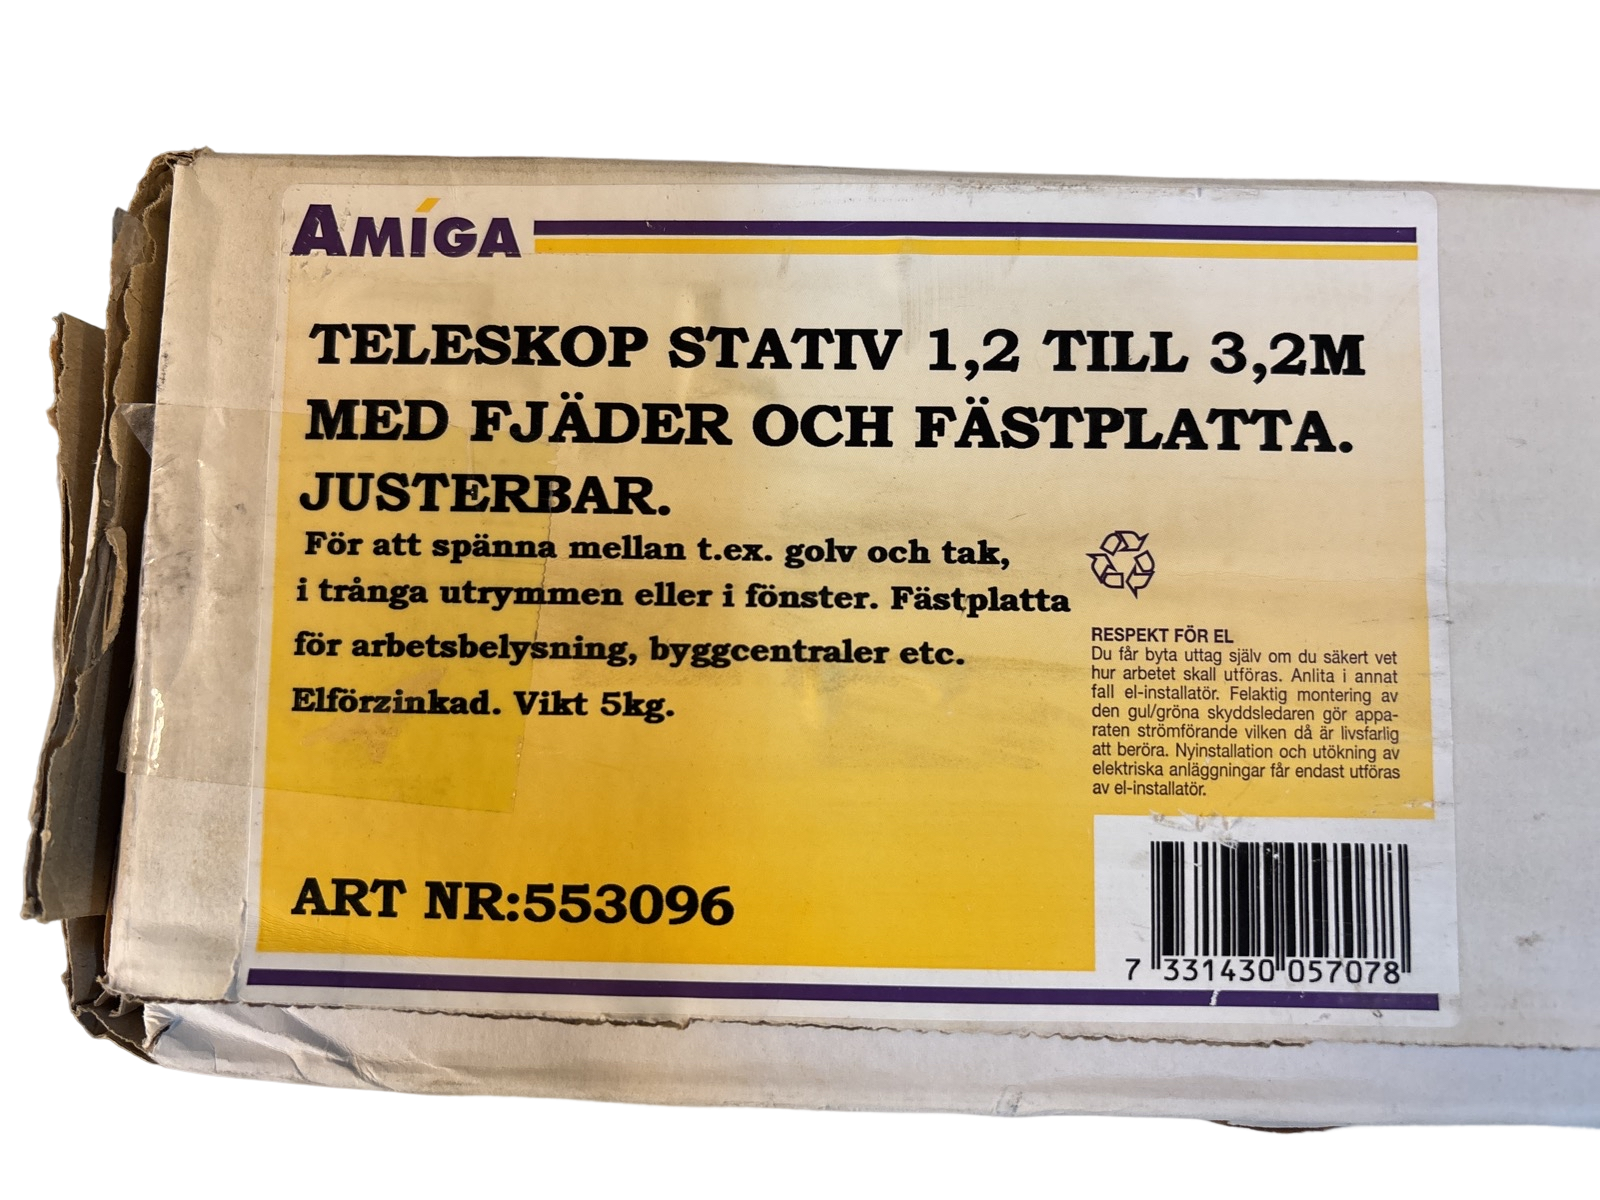 AMIGA
TELESKOP STATIV 1,2 TILL 3,2M
MED FJÄDER OCH FÄSTPLATTA.
JUSTERBAR.
För att spänna mellan t.ex. golv och tak,
i trånga utrymmen eller i fönster. Fästplatta
för arbetsbelysning, byggcentraler etc.
Elförzinkad. Vikt 5kg.
RESPEKT FÖR EL
Du får byta uttag själv om du säkert vet
hur arbetet skall utföras. Anlita i annat
fall el-installatör. Felaktig montering av
den gul/gröna skyddsledaren gör appa-
raten strömförande vilken då är livsfarlig
att beröra. Nyinstallation och utökning av
elektriska anläggningar får endast utföras
av el-installatör.
ART NR:553096
7 331430 057078